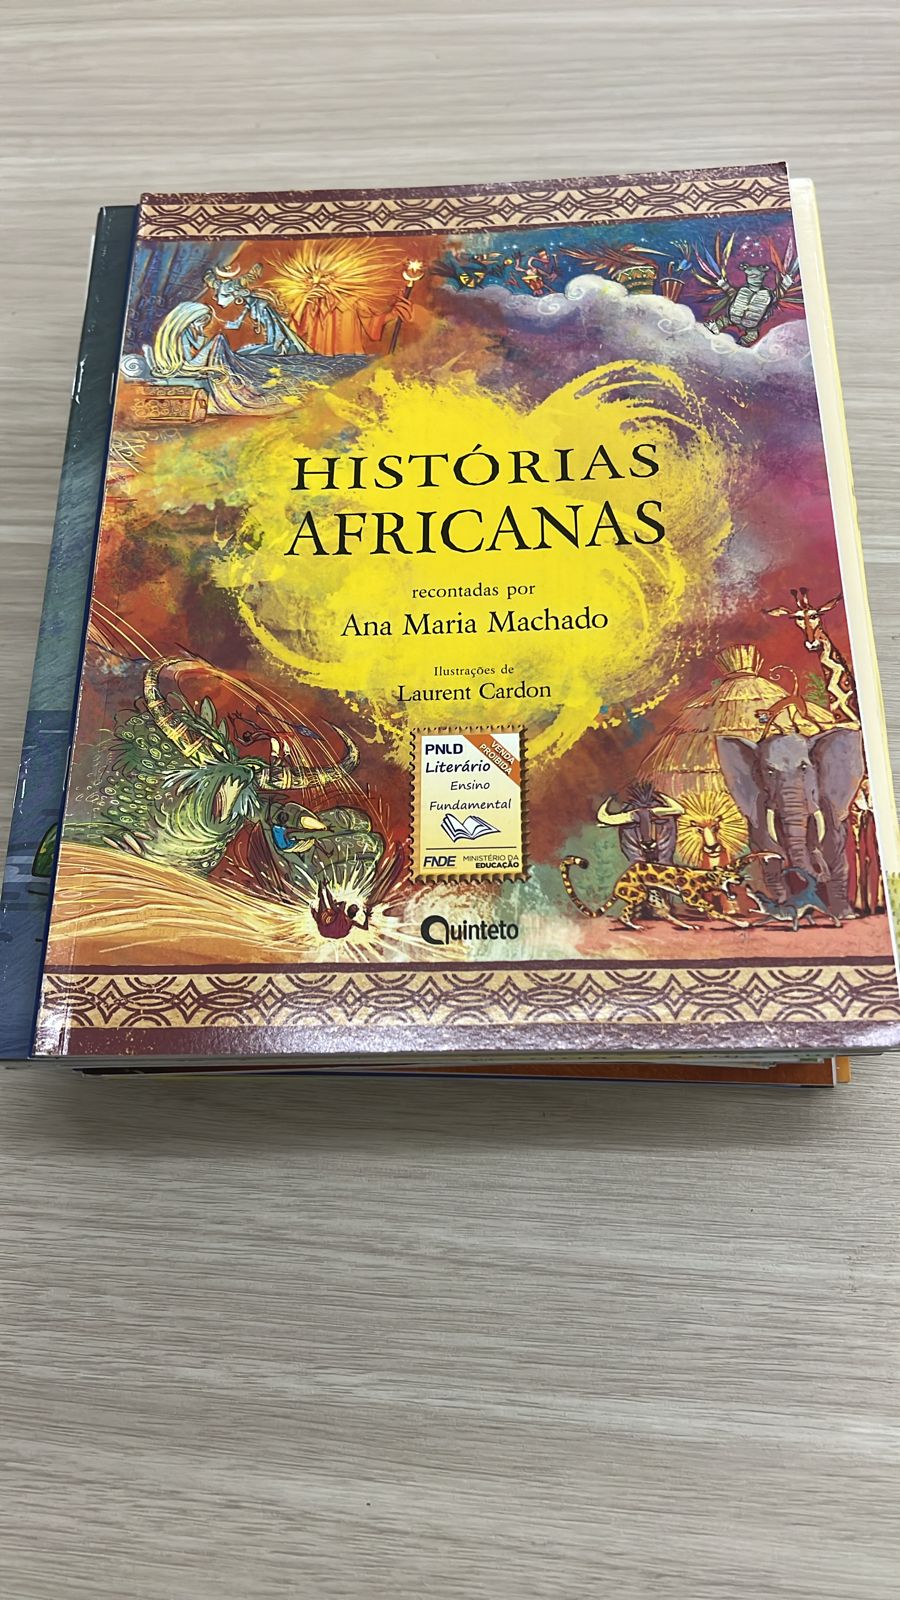 HISTÓRIAS
AFRICANAS
recontadas por
Ana Maria Machado
Ilustrações de
Laurent Cardon
PNLD
VENDA
PROIBIDA
Literário
Ensino
Fundamental
FNDE MINISTÉRIO DA
EDUCAÇÃO
Quinteto